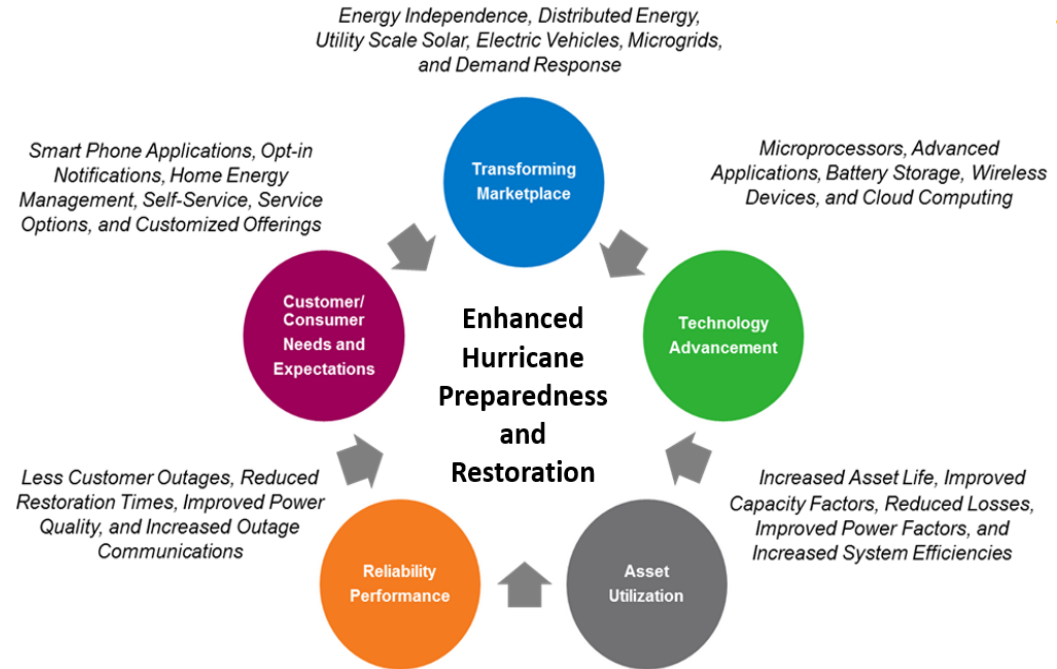 Energy Independence, Distributed Energy,
Utility Scale Solar, Electric Vehicles, Microgrids,
and Demand Response
Transforming
Marketplace
Smart Phone Applications, Opt-in
Notifications, Home Energy
Management, Self-Service, Service
Options, and Customized Offerings
Microprocessors, Advanced
Applications, Battery Storage, Wireless
Devices, and Cloud Computing
Customer/
Consumer
Needs and
Expectations
Enhanced
Hurricane
Preparedness
and
Restoration
Technology
Advancement
Less Customer Outages, Reduced
Restoration Times, Improved Power
Quality, and Increased Outage
Communications
Increased Asset Life, Improved
Capacity Factors, Reduced Losses,
Improved Power Factors, and
Increased System Efficiencies
Reliability
Performance
Asset
Utilization